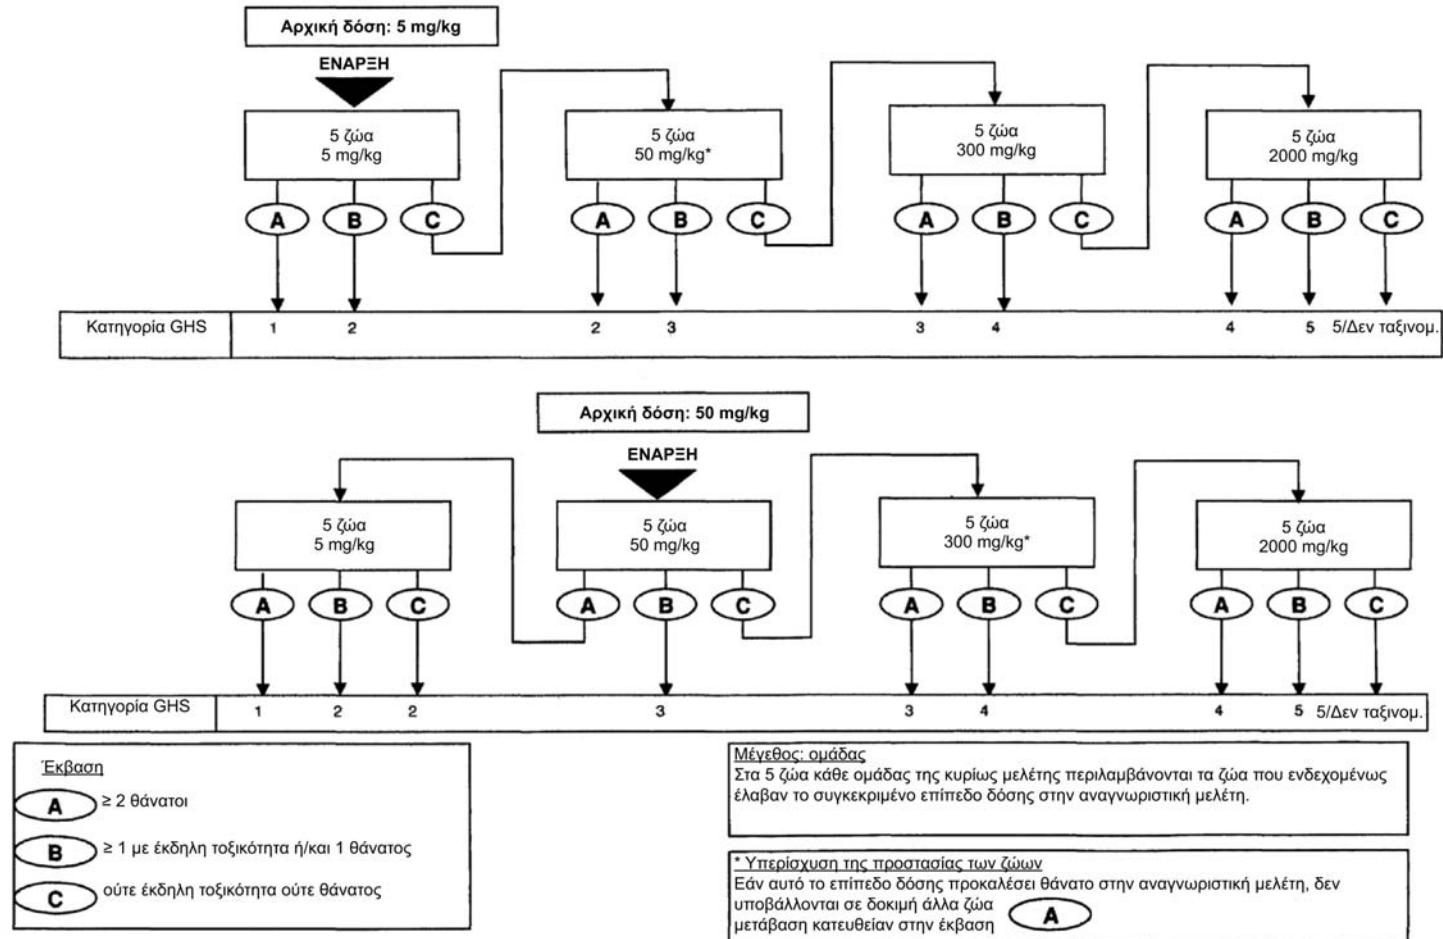 Αρχική δόση: 5 mg/kg
ΕΝΑΡΞΗ
5 ζώα
5 mg/kg
5 ζώα
50 mg/kg*
5 ζώα
300 mg/kg
5 ζώα
2000 mg/kg
A B C A B C A B C A B C
Κατηγορία GHS 1 2 2 3 3 4 4 5 5/Δεν ταξινομ.
Αρχική δόση: 50 mg/kg
ΕΝΑΡΞΗ
5 ζώα
5 mg/kg
5 ζώα
50 mg/kg
5 ζώα
300 mg/kg*
5 ζώα
2000 mg/kg
A B C A B C A B C A B C
Κατηγορία GHS 1 2 2 3 3 4 4 5 5/Δεν ταξινομ.
Έκβαση
A ≥ 2 θάνατοι
B ≥ 1 με έκδηλη τοξικότητα ή/και 1 θάνατος
C ούτε έκδηλη τοξικότητα ούτε θάνατος
Μέγεθος: ομάδας
Στα 5 ζώα κάθε ομάδας της κυρίως μελέτης περιλαμβάνονται τα ζώα που ενδεχομένως
έλαβαν το συγκεκριμένο επίπεδο δόσης στην αναγνωριστική μελέτη.
* Υπερίσχυση της προστασίας των ζώων
Εάν αυτό το επίπεδο δόσης προκαλέσει θάνατο στην αναγνωριστική μελέτη, δεν
υποβάλλονται σε δοκιμή άλλα ζώα
μετάβαση κατευθείαν στην έκβαση A